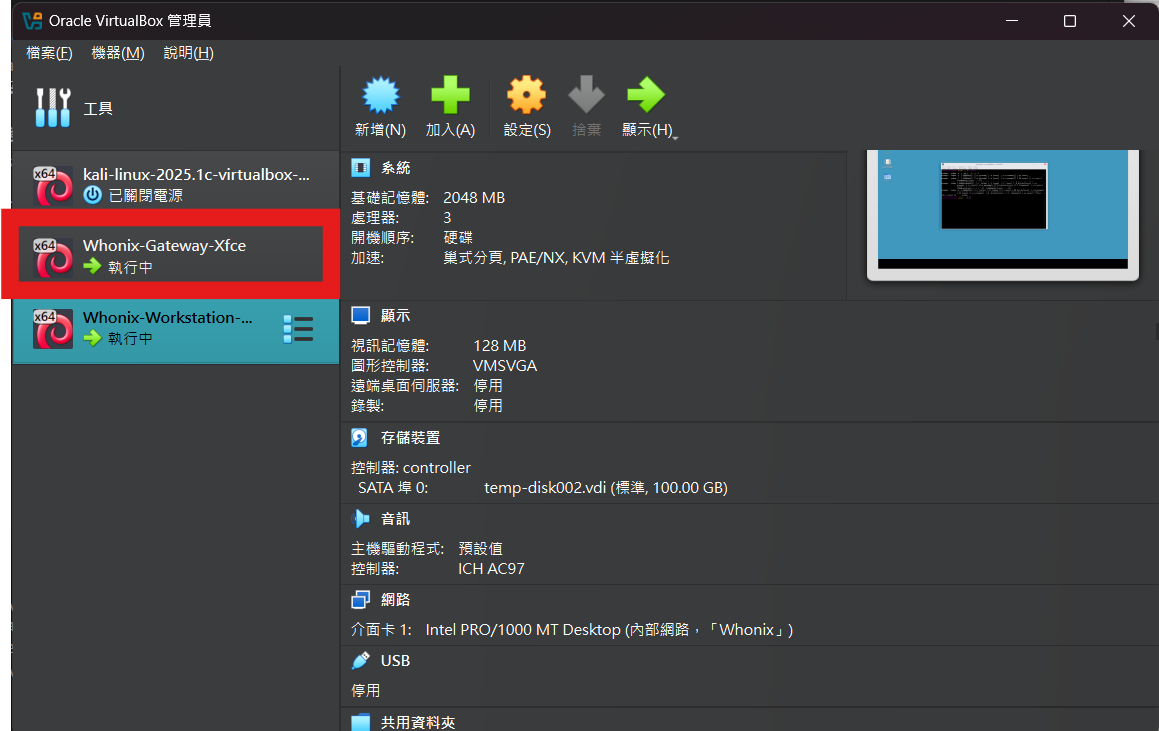 Oracle VirtualBox 管理員
檔案(F) 機器(M) 說明(H)
工具
新增(N) 加入(A) 設定(S) 捨棄 顯示(H)
x64 kali-linux-2025.1c-virtualbox-...
已關閉電源
x64 Whonix-Gateway-Xfce
執行中
x64 Whonix-Workstation-...
執行中
系統
基礎記憶體: 2048 MB
處理器: 3
開機順序: 硬碟
加速: 巢式分頁, PAE/NX, KVM 半虛擬化
顯示
視訊記憶體: 128 MB
圖形控制器: VMSVGA
遠端桌面伺服器: 停用
錄製: 停用
存儲裝置
控制器: controller
SATA 埠 0: temp-disk002.vdi (標準, 100.00 GB)
音訊
主機驅動程式: 預設值
控制器: ICH AC97
網路
介面卡 1: Intel PRO/1000 MT Desktop (內部網路，「Whonix」)
USB
停用
共用資料夾